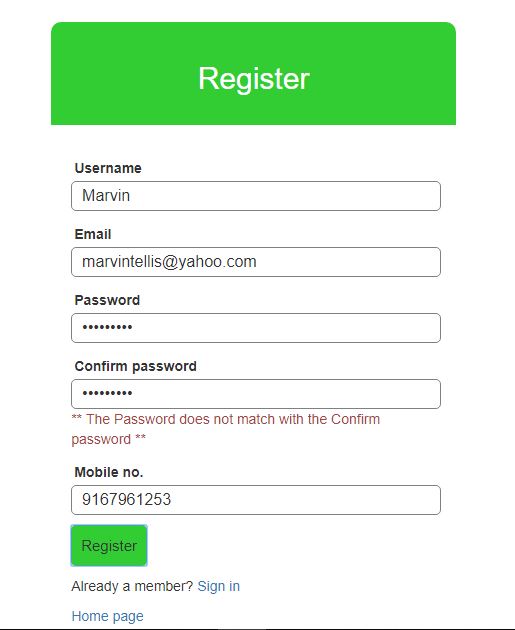 Register
Username
Marvin
Email
marvintellis@yahoo.com
Password
•••••••••
Confirm password
•••••••••
** The Password does not match with the Confirm
password **
Mobile no.
9167961253
Register
Already a member? Sign in
Home page